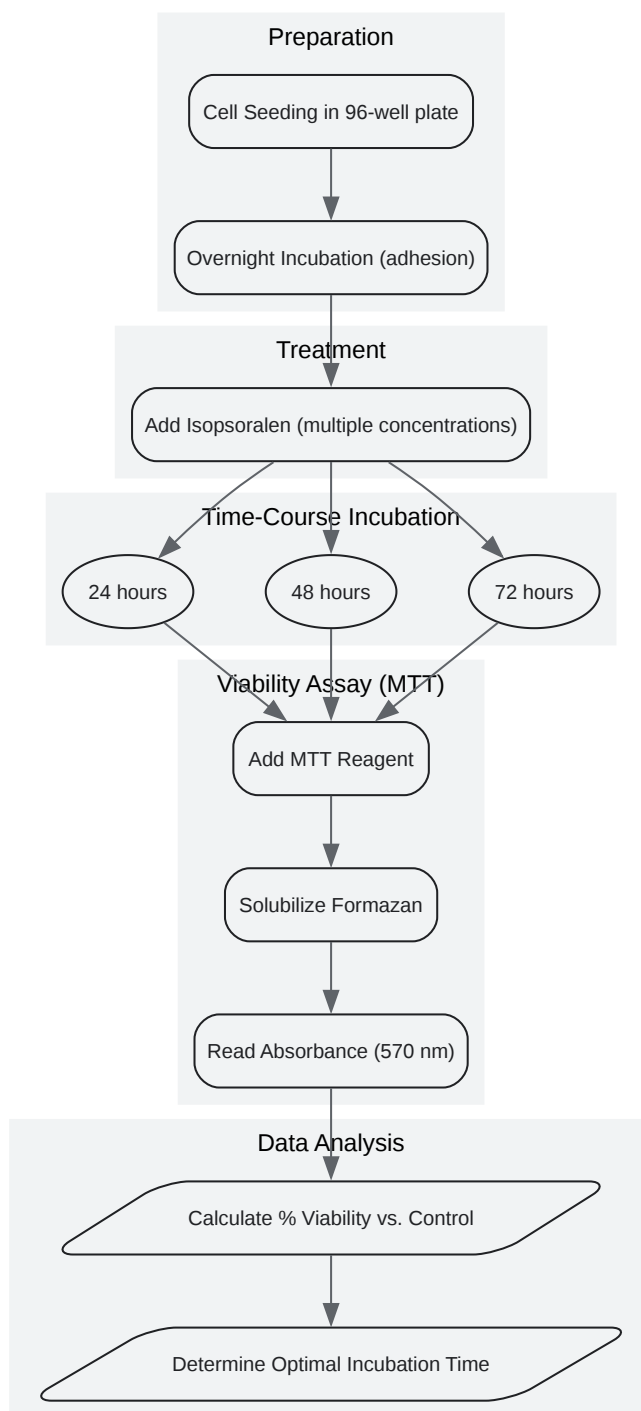 Preparation
Cell Seeding in 96-well plate
Overnight Incubation (adhesion)
Treatment
Add Isopsoralen (multiple concentrations)
Time-Course Incubation
24 hours
48 hours
72 hours
Viability Assay (MTT)
Add MTT Reagent
Solubilize Formazan
Read Absorbance (570 nm)
Data Analysis
Calculate % Viability vs. Control
Determine Optimal Incubation Time